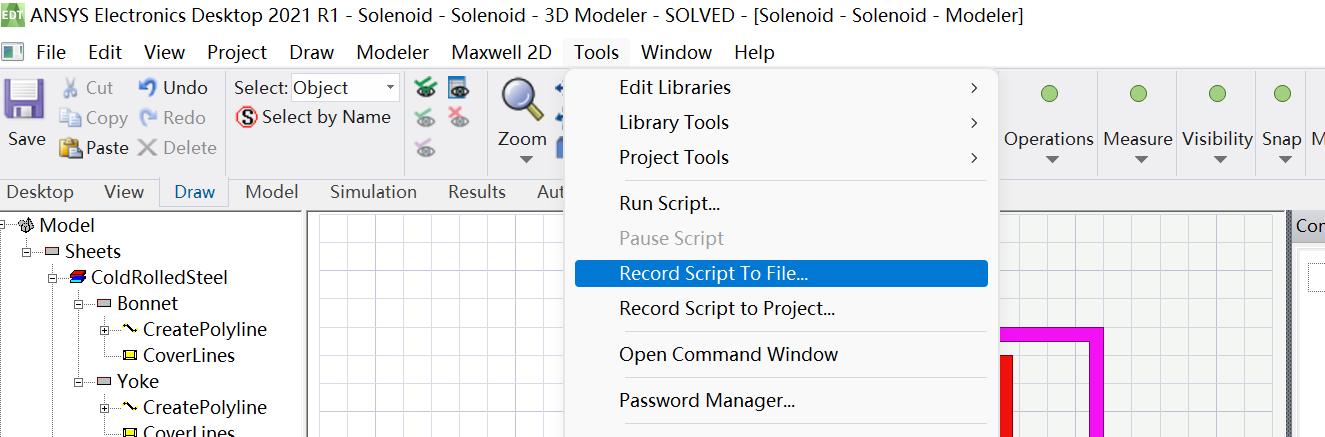 EDT ANSYS Electronics Desktop 2021 R1 - Solenoid - Solenoid - 3D Modeler - SOLVED - [Solenoid - Solenoid - Modeler]
File Edit View Project Draw Modeler Maxwell 2D Tools Window Help
Save
Cut
Copy
Paste
Undo
Redo
Delete
Select: Object
Select by Name
Zoom
Edit Libraries
Library Tools
Project Tools
Run Script...
Pause Script
Record Script To File...
Record Script to Project...
Open Command Window
Password Manager...
Operations Measure Visibility Snap M
Desktop View Draw Model Simulation Results Aut
Model
Sheets
ColdRolledSteel
Bonnet
CreatePolyline
CoverLines
Yoke
CreatePolyline
CoverLines
Con